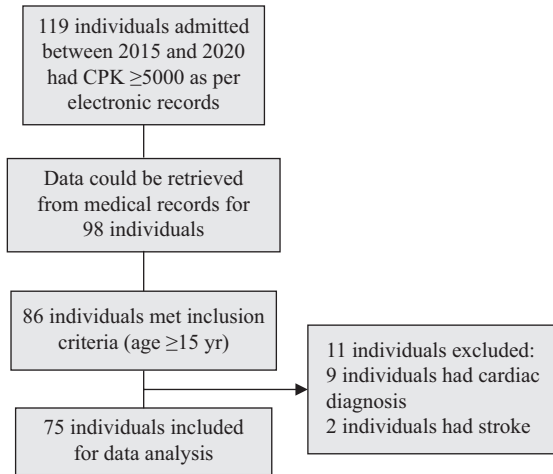 119 individuals admitted
between 2015 and 2020
had CPK ≥5000 as per
electronic records
Data could be retrieved
from medical records for
98 individuals
86 individuals met inclusion
criteria (age ≥15 yr)
11 individuals excluded:
9 individuals had cardiac
diagnosis
2 individuals had stroke
75 individuals included
for data analysis